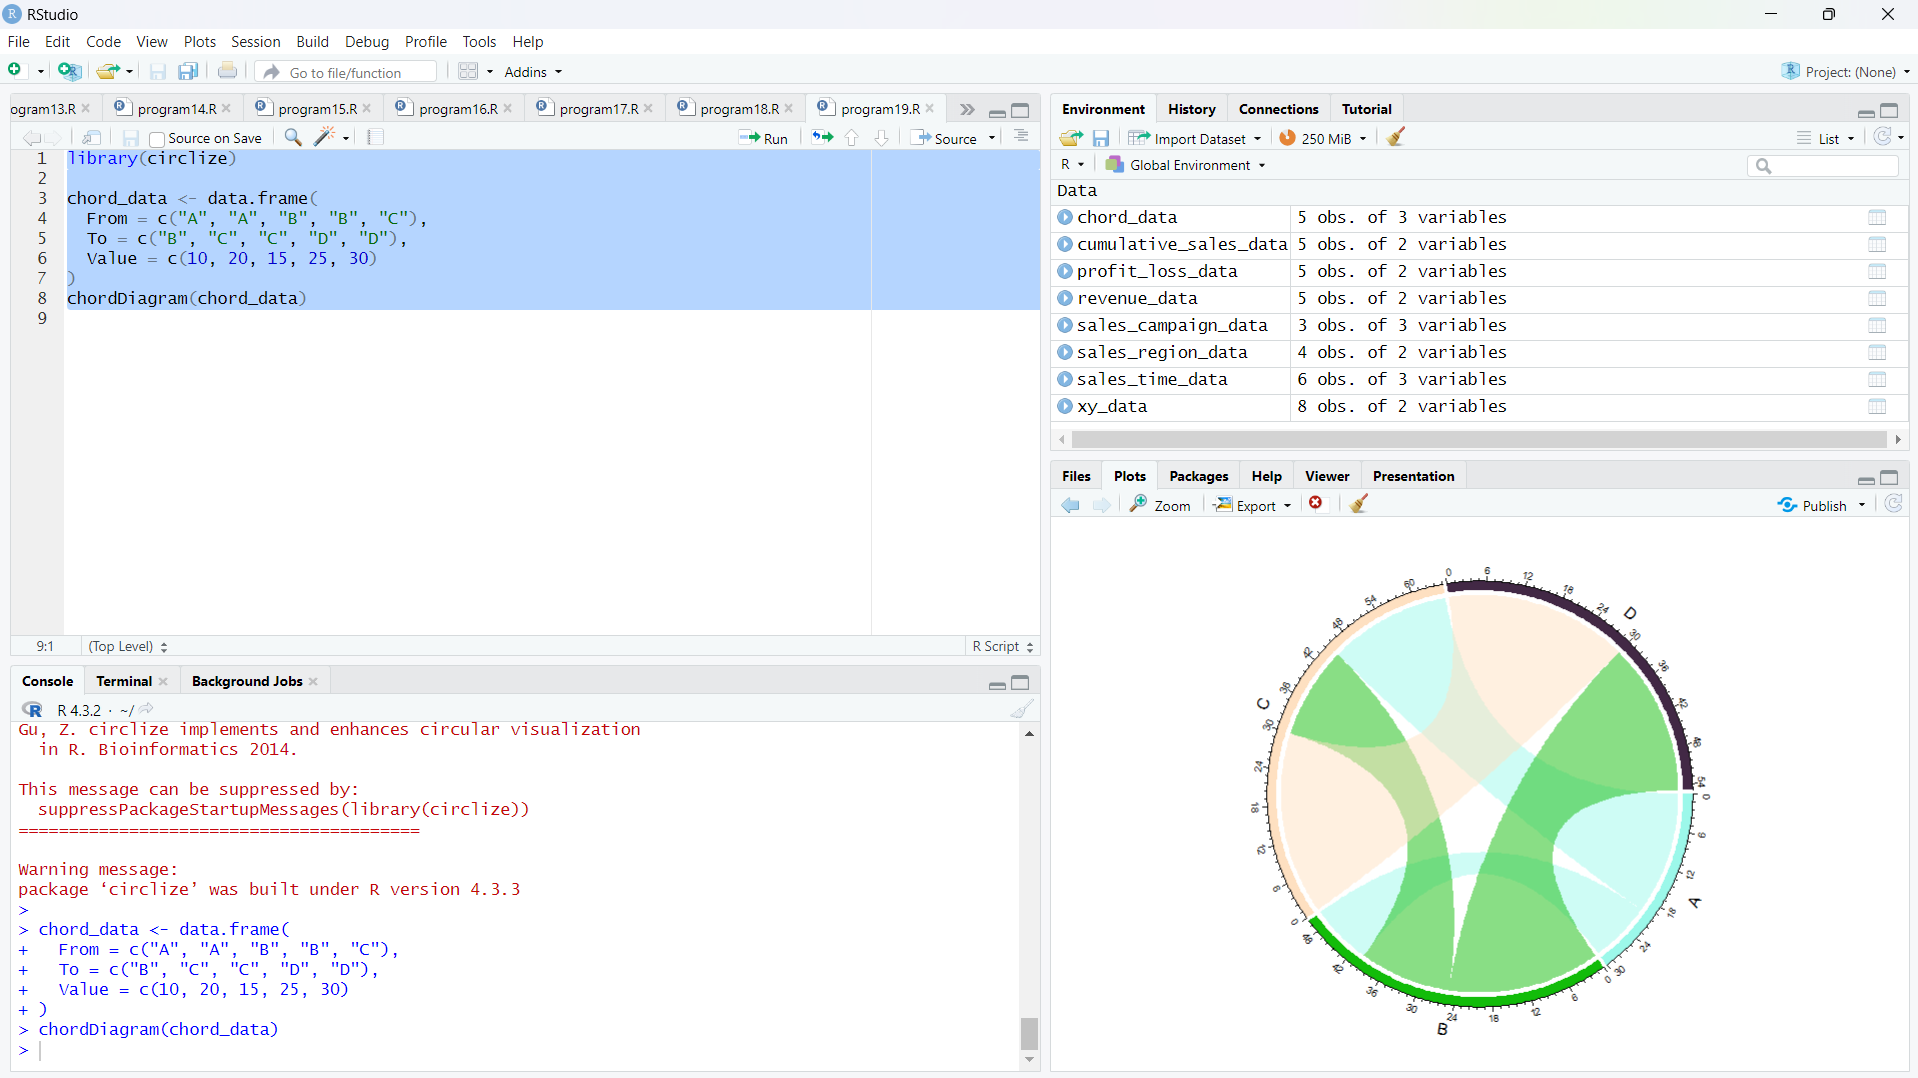 RStudio
File Edit Code View Plots Session Build Debug Profile Tools Help
Go to file/function Addins Project: (None)
ogram13.R program14.R program15.R program16.R program17.R program18.R program19.R
Source on Save Run Source
1 library(circlize)
2
3 chord_data <- data.frame(
4 From = c("A", "A", "B", "B", "C"),
5 To = c("B", "C", "C", "D", "D"),
6 Value = c(10, 20, 15, 25, 30)
7 )
8 chordDiagram(chord_data)
9
9:1 (Top Level) R Script
Console Terminal Background Jobs
R 4.3.2 · ~/
Gu, Z. circlize implements and enhances circular visualization
in R. Bioinformatics 2014.
This message can be suppressed by:
suppressPackageStartupMessages(library(circlize))
========================================
Warning message:
package ‘circlize’ was built under R version 4.3.3
>
> chord_data <- data.frame(
+ From = c("A", "A", "B", "B", "C"),
+ To = c("B", "C", "C", "D", "D"),
+ Value = c(10, 20, 15, 25, 30)
+ )
> chordDiagram(chord_data)
>
Environment History Connections Tutorial
Import Dataset 250 MiB List
R Global Environment
Data
chord_data 5 obs. of 3 variables
cumulative_sales_data 5 obs. of 2 variables
profit_loss_data 5 obs. of 2 variables
revenue_data 5 obs. of 2 variables
sales_campaign_data 3 obs. of 3 variables
sales_region_data 4 obs. of 2 variables
sales_time_data 6 obs. of 3 variables
xy_data 8 obs. of 2 variables
Files Plots Packages Help Viewer Presentation
Zoom Export Publish
D
0 6 12 18 24 30 36 42 48 54
A
0 6 12 18 24 30
B
0 6 12 18 24 30 36 42 48
C
0 6 12 18 24 30 36 42 48 54 60